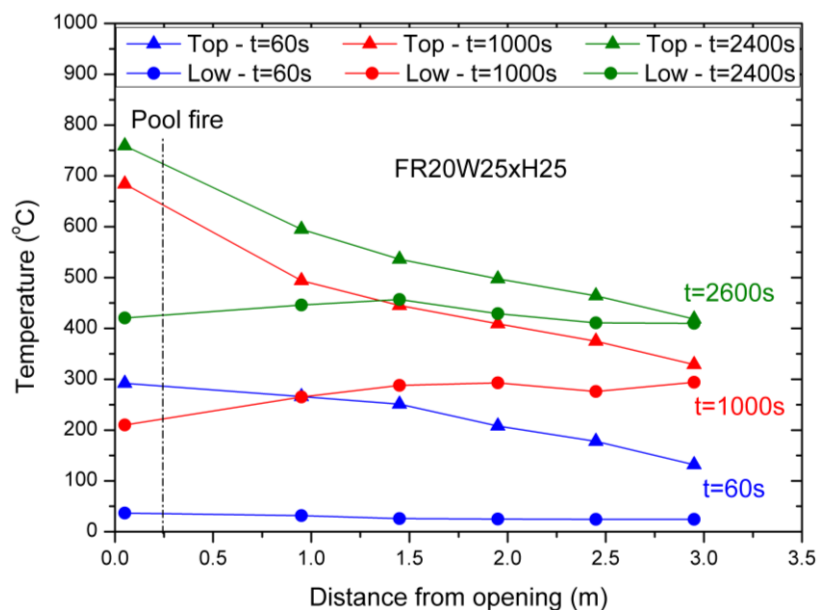 1000
900
800
700
600
500
400
300
200
100
0
Temperature (°C)
Top - t=60s Top - t=1000s Top - t=2400s
Low - t=60s Low - t=1000s Low - t=2400s
Pool fire
FR20W25xH25
t=2600s
t=1000s
t=60s
0.0 0.5 1.0 1.5 2.0 2.5 3.0 3.5
Distance from opening (m)